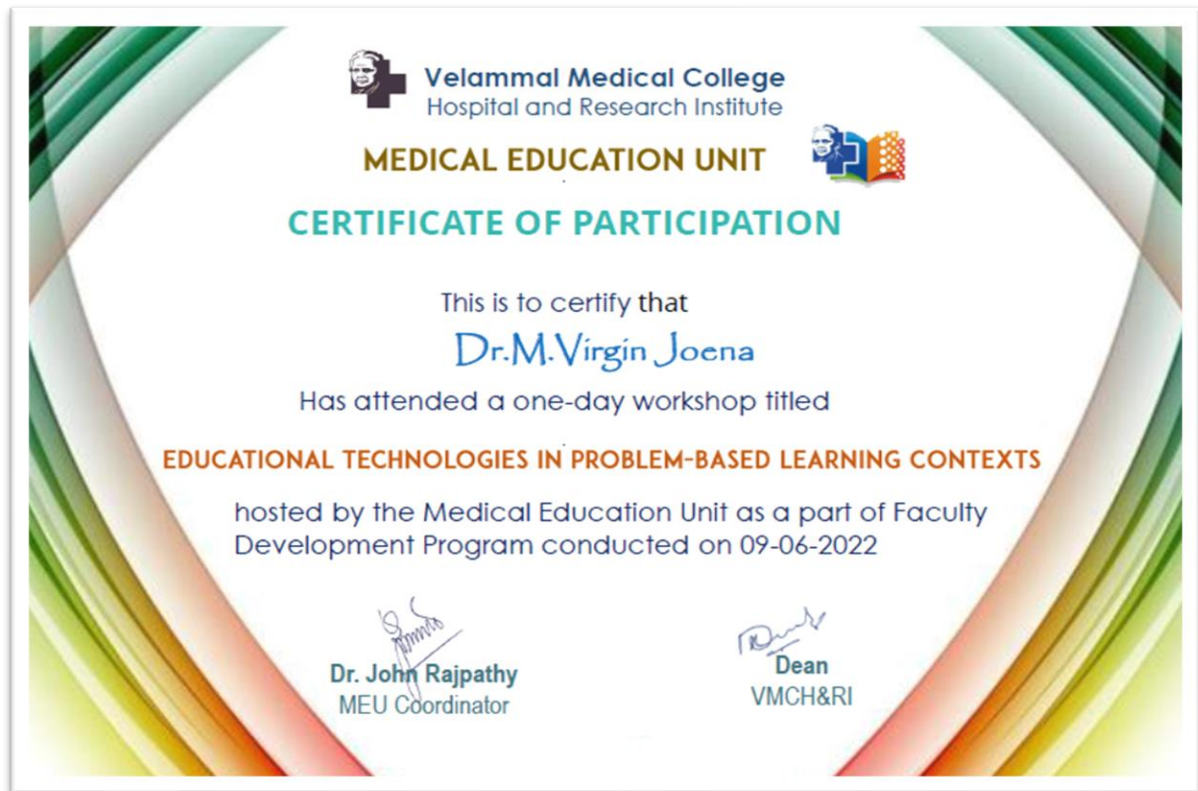 Velammal Medical College
Hospital and Research Institute
MEDICAL EDUCATION UNIT
CERTIFICATE OF PARTICIPATION
This is to certify that
Dr.M.Virgin Joena
Has attended a one-day workshop titled
EDUCATIONAL TECHNOLOGIES IN PROBLEM-BASED LEARNING CONTEXTS
hosted by the Medical Education Unit as a part of Faculty
Development Program conducted on 09-06-2022
Dr. John Rajpathy
MEU Coordinator
Dean
VMCH&RI